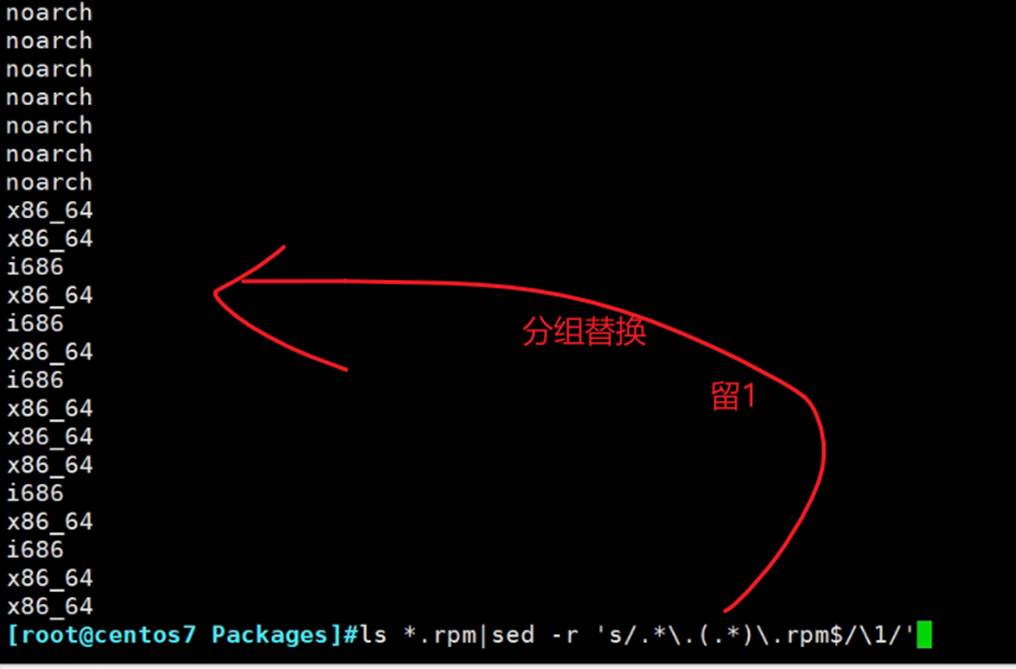 noarch
noarch
noarch
noarch
noarch
noarch
noarch
x86_64
x86_64
i686
x86_64
i686
分组替换
x86_64
i686
留1
x86_64
x86_64
x86_64
i686
x86_64
i686
x86_64
x86_64
[root@centos7 Packages]#ls *.rpm|sed -r 's/.*\.(.*)\.rpm$/\1/'